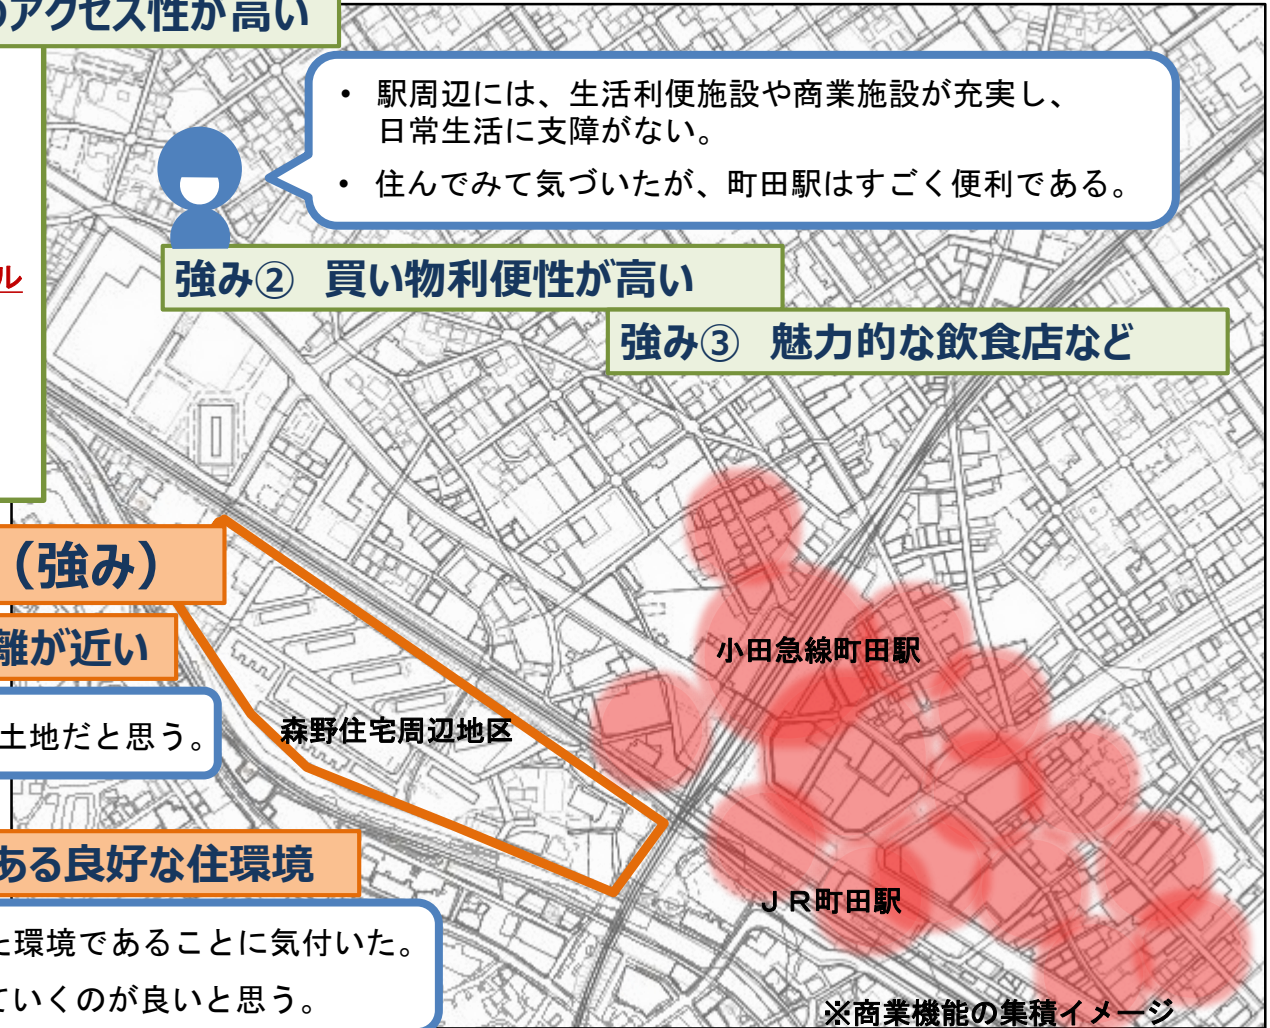 のアクセス性が高い
• 駅周辺には、生活利便施設や商業施設が充実し、
日常生活に支障がない。
• 住んでみて気づいたが、町田駅はすごく便利である。
ル
強み② 買い物利便性が高い
強み③ 魅力的な飲食店など
（強み）
離が近い
土地だと思う。
ある良好な住環境
た環境であることに気付いた。
ていくのが良いと思う。
小田急線町田駅
森野住宅周辺地区
ＪＲ町田駅
※商業機能の集積イメージ